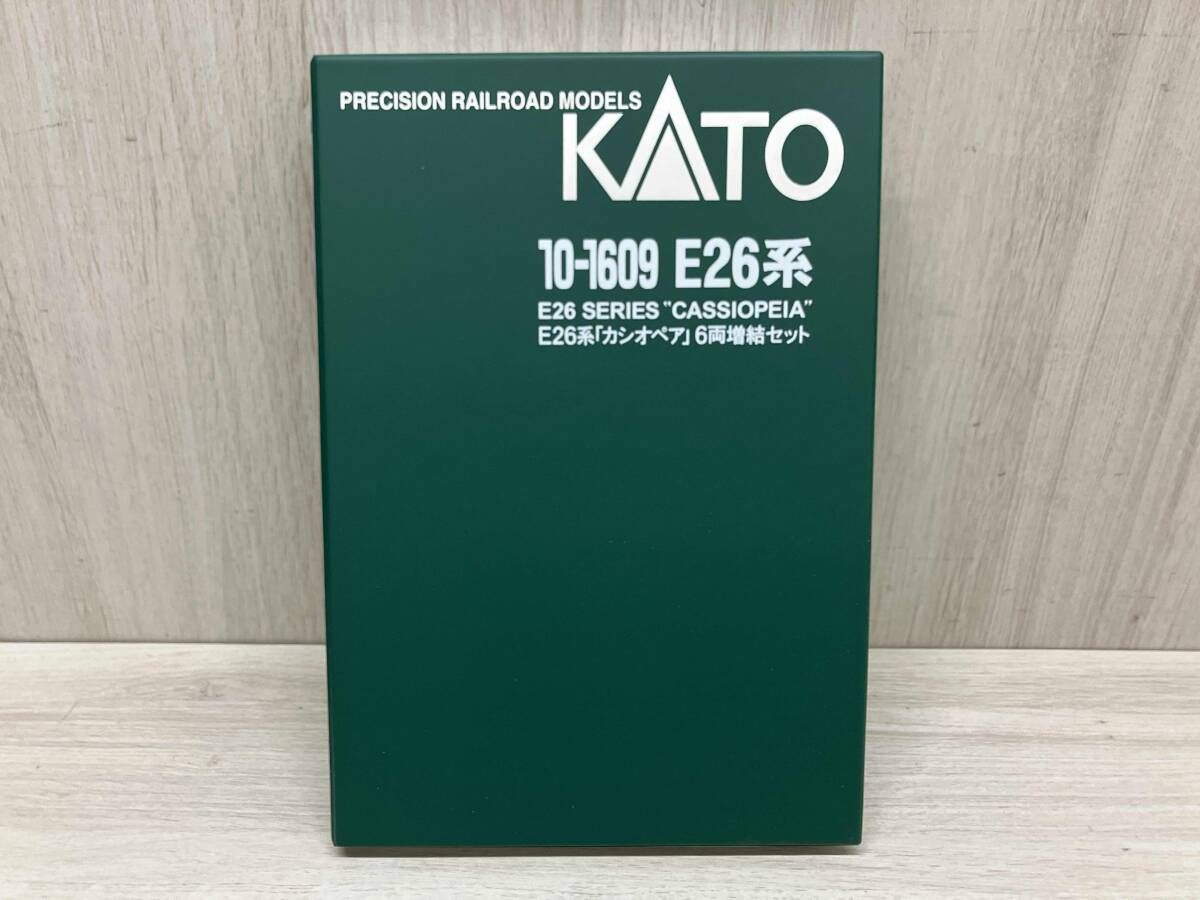 PRECISION RAILROAD MODELS
KATO
10-1609 E26系
E26 SERIES "CASSIOPEIA"
E26系「カシオペア」6両増結セット